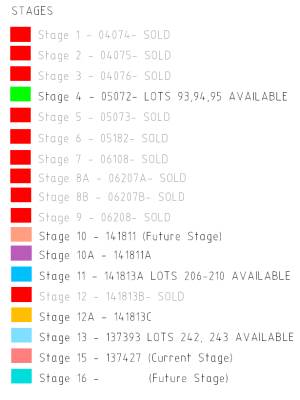 STAGES
Stage 1 - 04074- SOLD
Stage 2 - 04075- SOLD
Stage 3 - 04076- SOLD
Stage 4 - 05072- LOTS 93,94,95 AVAILABLE
Stage 5 - 05073- SOLD
Stage 6 - 05182- SOLD
Stage 7 - 06108- SOLD
Stage 8A - 06207A- SOLD
Stage 8B - 06207B- SOLD
Stage 9 - 06208- SOLD
Stage 10 - 141811 (Future Stage)
Stage 10A - 141811A
Stage 11 - 141813A LOTS 206-210 AVAILABLE
Stage 12 - 141813B- SOLD
Stage 12A - 141813C
Stage 13 - 137393 LOTS 242, 243 AVAILABLE
Stage 15 - 137427 (Current Stage)
Stage 16 - (Future Stage)